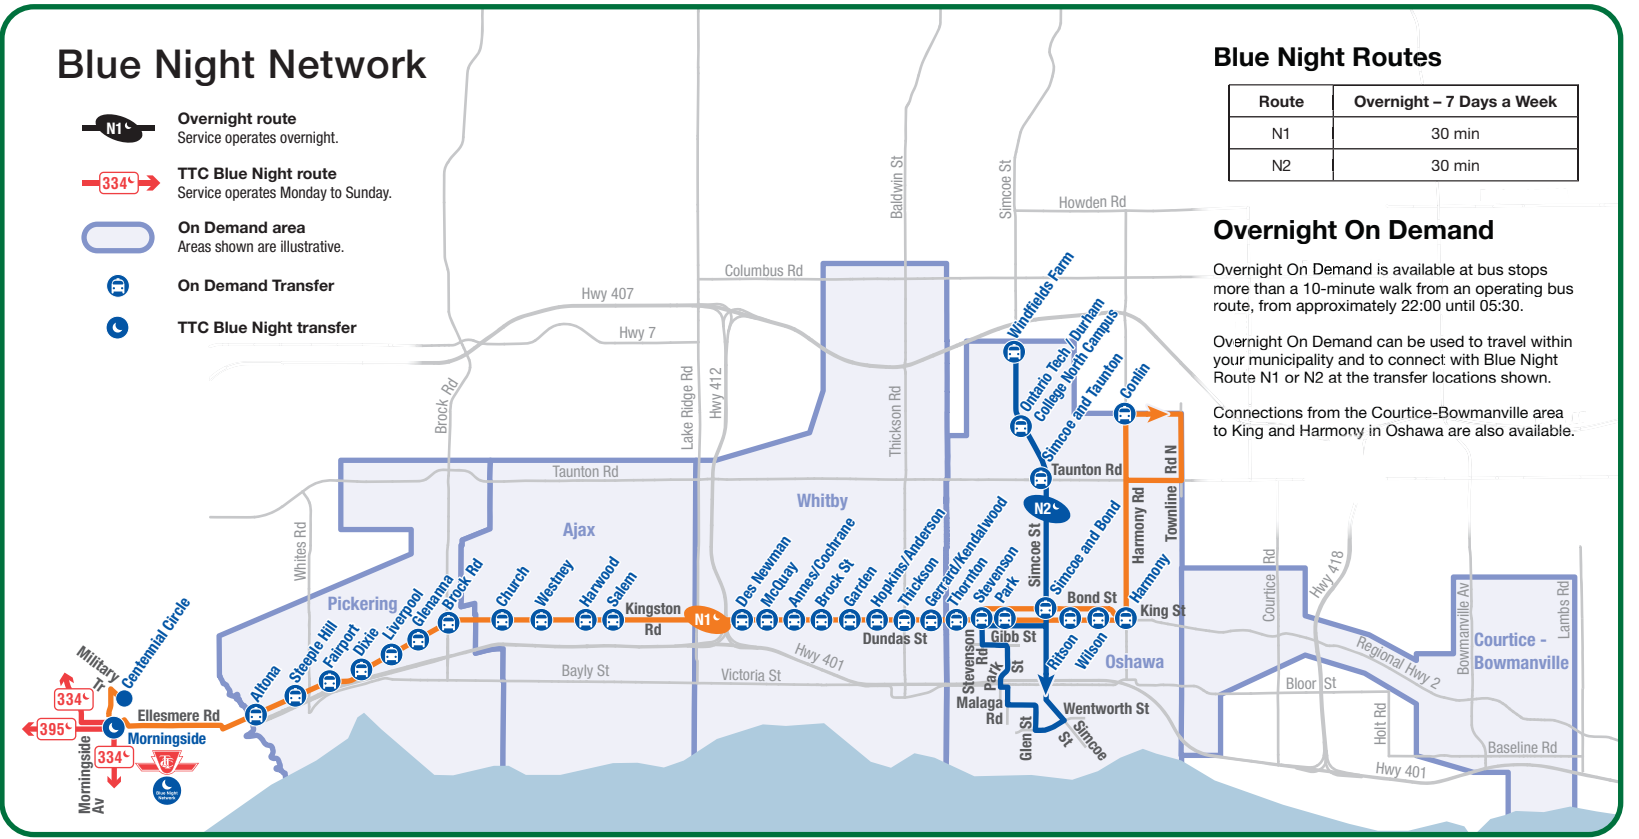 Blue Night Network
N1
Overnight route
Service operates overnight.
334
TTC Blue Night route
Service operates Monday to Sunday.
On Demand area
Areas shown are illustrative.
On Demand Transfer
TTC Blue Night transfer
Blue Night Routes
Route
Overnight – 7 Days a Week
N1
30 min
N2
30 min
Overnight On Demand
Overnight On Demand is available at bus stops
more than a 10-minute walk from an operating bus
route, from approximately 22:00 until 05:30.
Overnight On Demand can be used to travel within
your municipality and to connect with Blue Night
Route N1 or N2 at the transfer locations shown.
Connections from the Courtice-Bowmanville area
to King and Harmony in Oshawa are also available.
Baldwin St
Simcoe St
Howden Rd
Columbus Rd
Hwy 407
Hwy 7
Brock Rd
Lake Ridge Rd
Hwy 412
Thickson Rd
Taunton Rd
Whites Rd
Windfields Farm
Ontario Tech / Durham
College North Campus
Simcoe and Taunton
Conlin
Taunton Rd
N2
Simcoe St
Harmony Rd
Townline
Rd N
Whitby
Ajax
Pickering
Oshawa
Courtice -
Bowmanville
Centennial Circle
Military
Tr
334
395
334
Morningside
Morningside
Av
TTC
Blue Night
Network
Ellesmere Rd
Altona
Steeple Hill
Fairport
Dixie
Liverpool
Glenanna
Brock Rd
Church
Westney
Harwood
Salem
Kingston
Rd
N1
Des Newman
McQuay
Annes/Cochrane
Brock St
Garden
Hopkins/Anderson
Thickson
Gerrard/Kendalwood
Thornton
Stevenson
Park
Simcoe and Bond
Ritson
Wilson
Harmony
Dundas St
Bond St
King St
Gibb St
Stevenson
Rd
Park
St
Malaga
Rd
Glen St
Wentworth St
Simcoe
St
Bayly St
Victoria St
Hwy 401
Courtice Rd
Hwy 418
Bowmanville Av
Lambs Rd
Regional Hwy 2
Bloor St
Holt Rd
Baseline Rd
Hwy 401